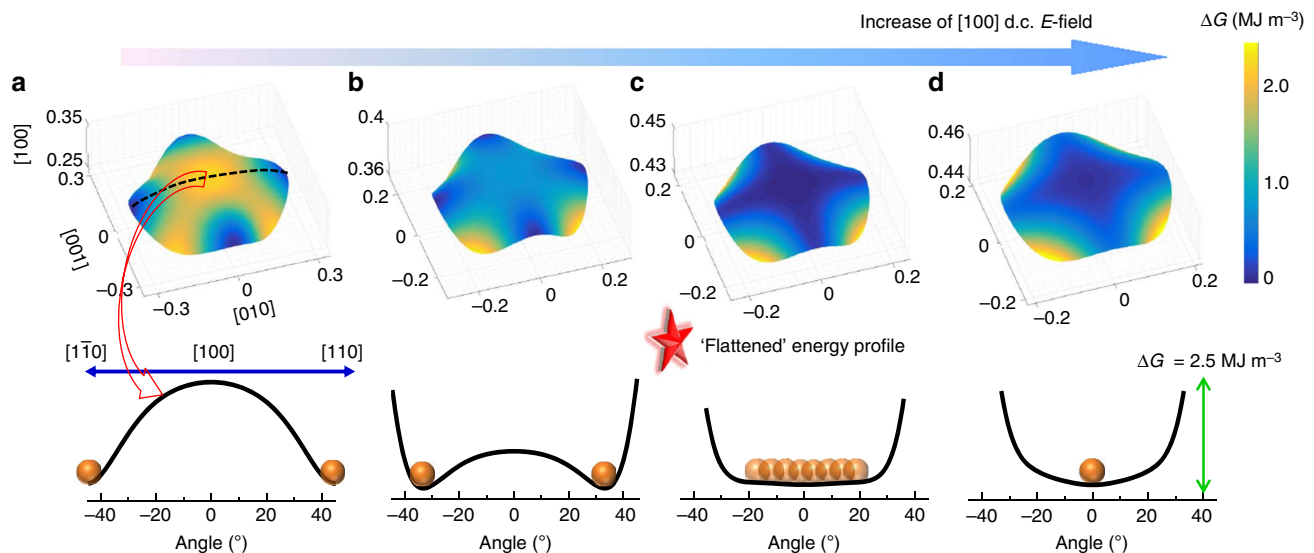 Increase of [100] d.c. E-field
ΔG (MJ m⁻³)
2.0
1.0
0
a
b
c
d
0.35
0.25
0.3
0
−0.3
[100]
[001]
−0.3
0
0.3
[010]
0.4
0.36
0.2
0
−0.2
−0.2
0
0.2
0.45
0.43
0.2
0
−0.2
−0.2
0
0.2
0.46
0.44
0.2
0
−0.2
−0.2
0
0.2
'Flattened' energy profile
[11̅0] [100] [110]
ΔG = 2.5 MJ m⁻³
−40 −20 0 20 40
Angle (°)
−40 −20 0 20 40
Angle (°)
−40 −20 0 20 40
Angle (°)
−40 −20 0 20 40
Angle (°)